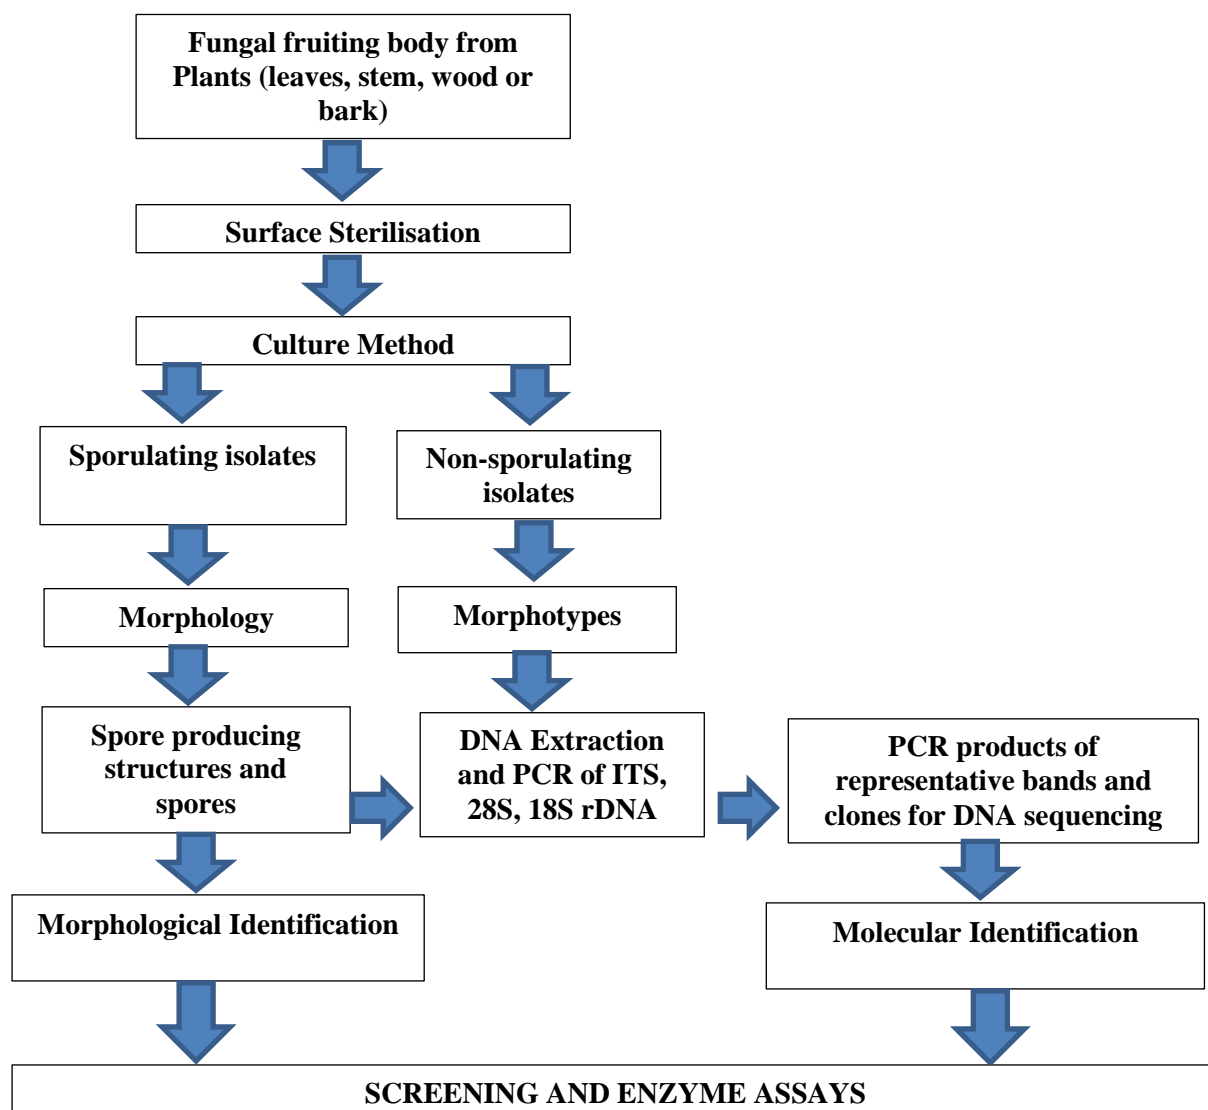 Fungal fruiting body from
Plants (leaves, stem, wood or
bark)
Surface Sterilisation
Culture Method
Sporulating isolates
Non-sporulating
isolates
Morphology
Morphotypes
Spore producing
structures and
spores
DNA Extraction
and PCR of ITS,
28S, 18S rDNA
PCR products of
representative bands and
clones for DNA sequencing
Morphological Identification
Molecular Identification
SCREENING AND ENZYME ASSAYS